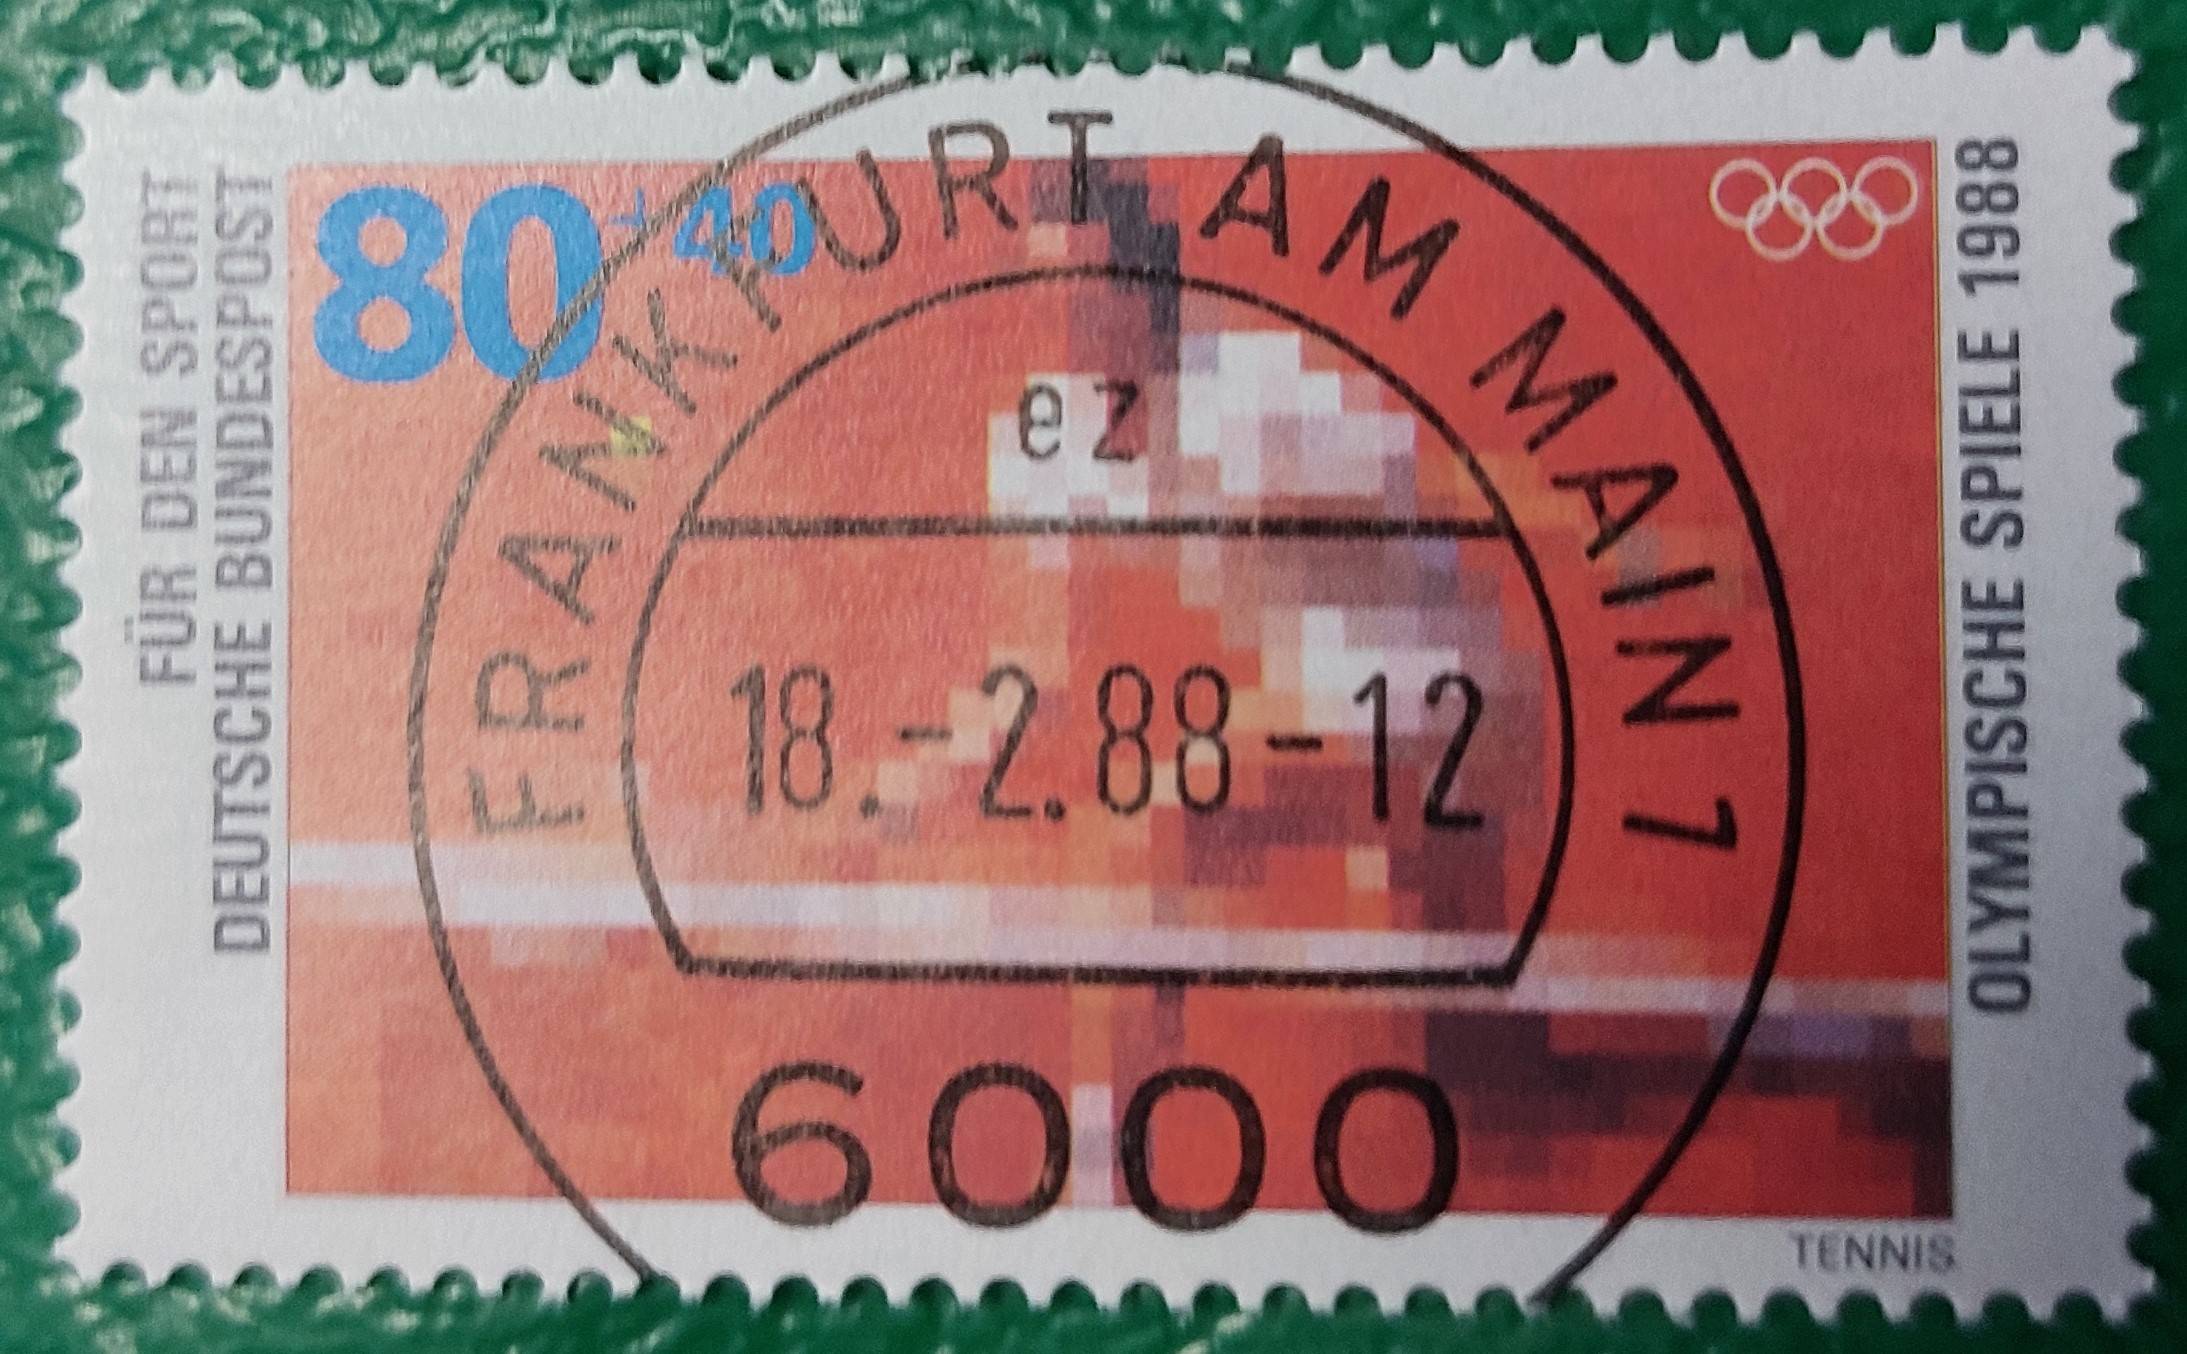 FÜR DEN SPORT
DEUTSCHE BUNDESPOST
80 + 40
OLYMPISCHE SPIELE 1988
TENNIS
FRANKFURT AM MAIN 7
ez
18.-2.88-12
6000